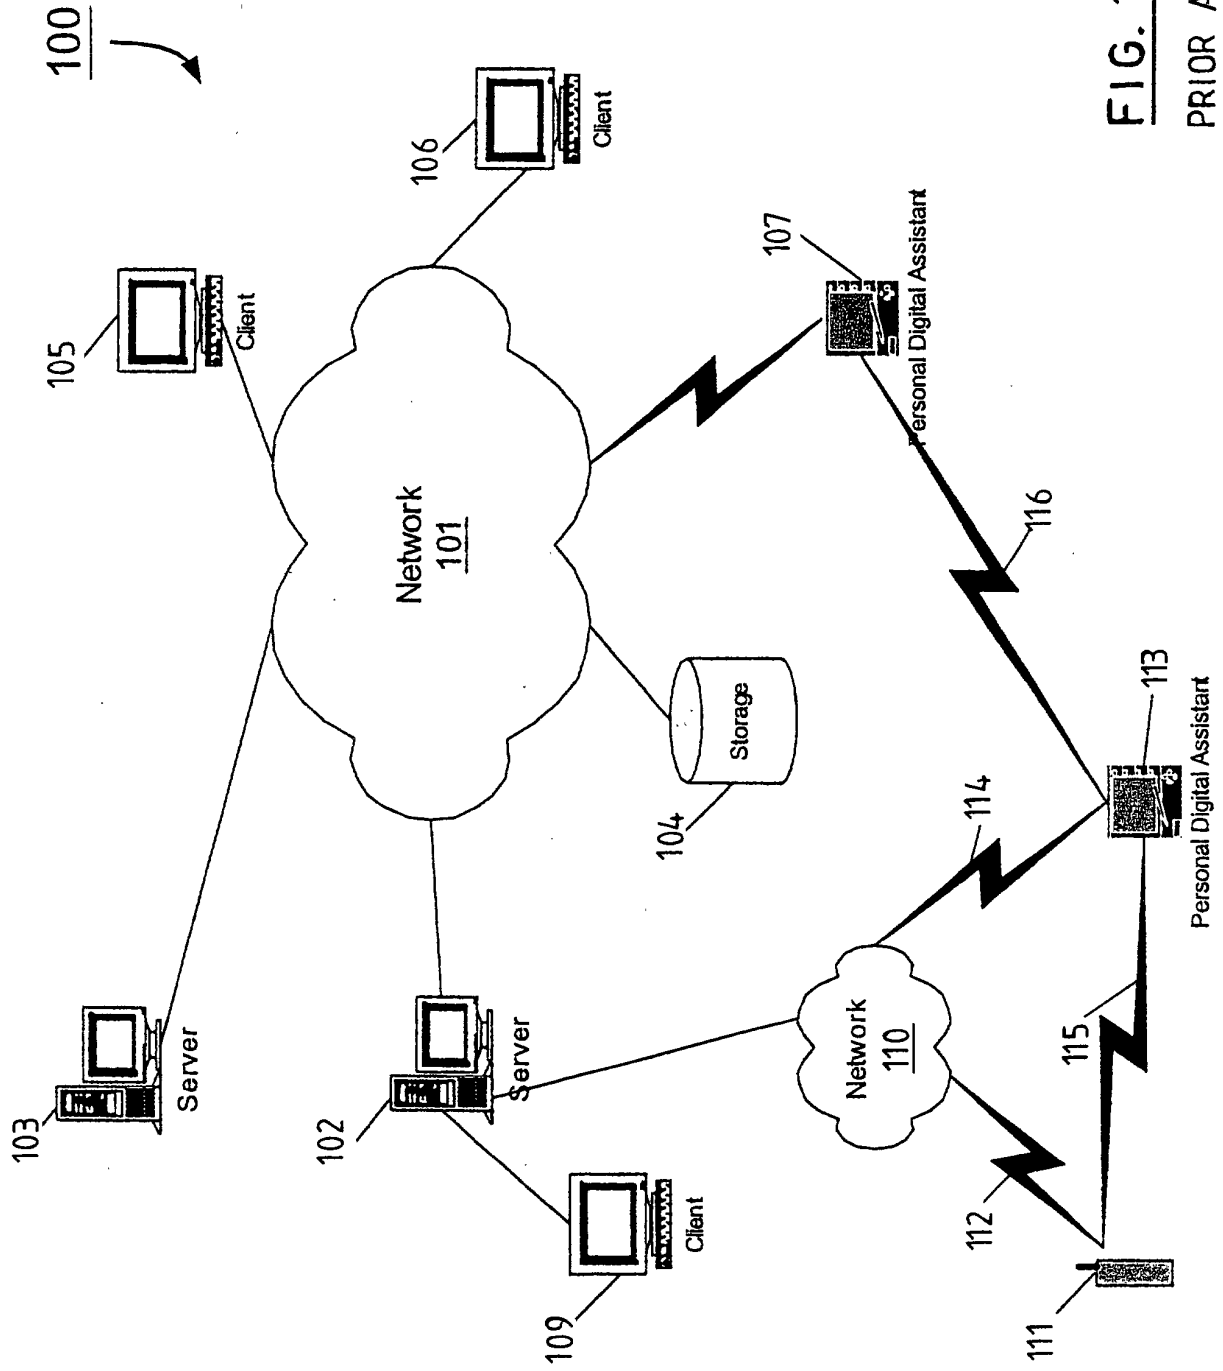 100
105
Client
106
Client
103
Server
Network
101
107
Personal Digital Assistant
102
Server
104
Storage
116
109
Client
Network
110
114
113
Personal Digital Assistant
112
115
111
FIG.
PRIOR